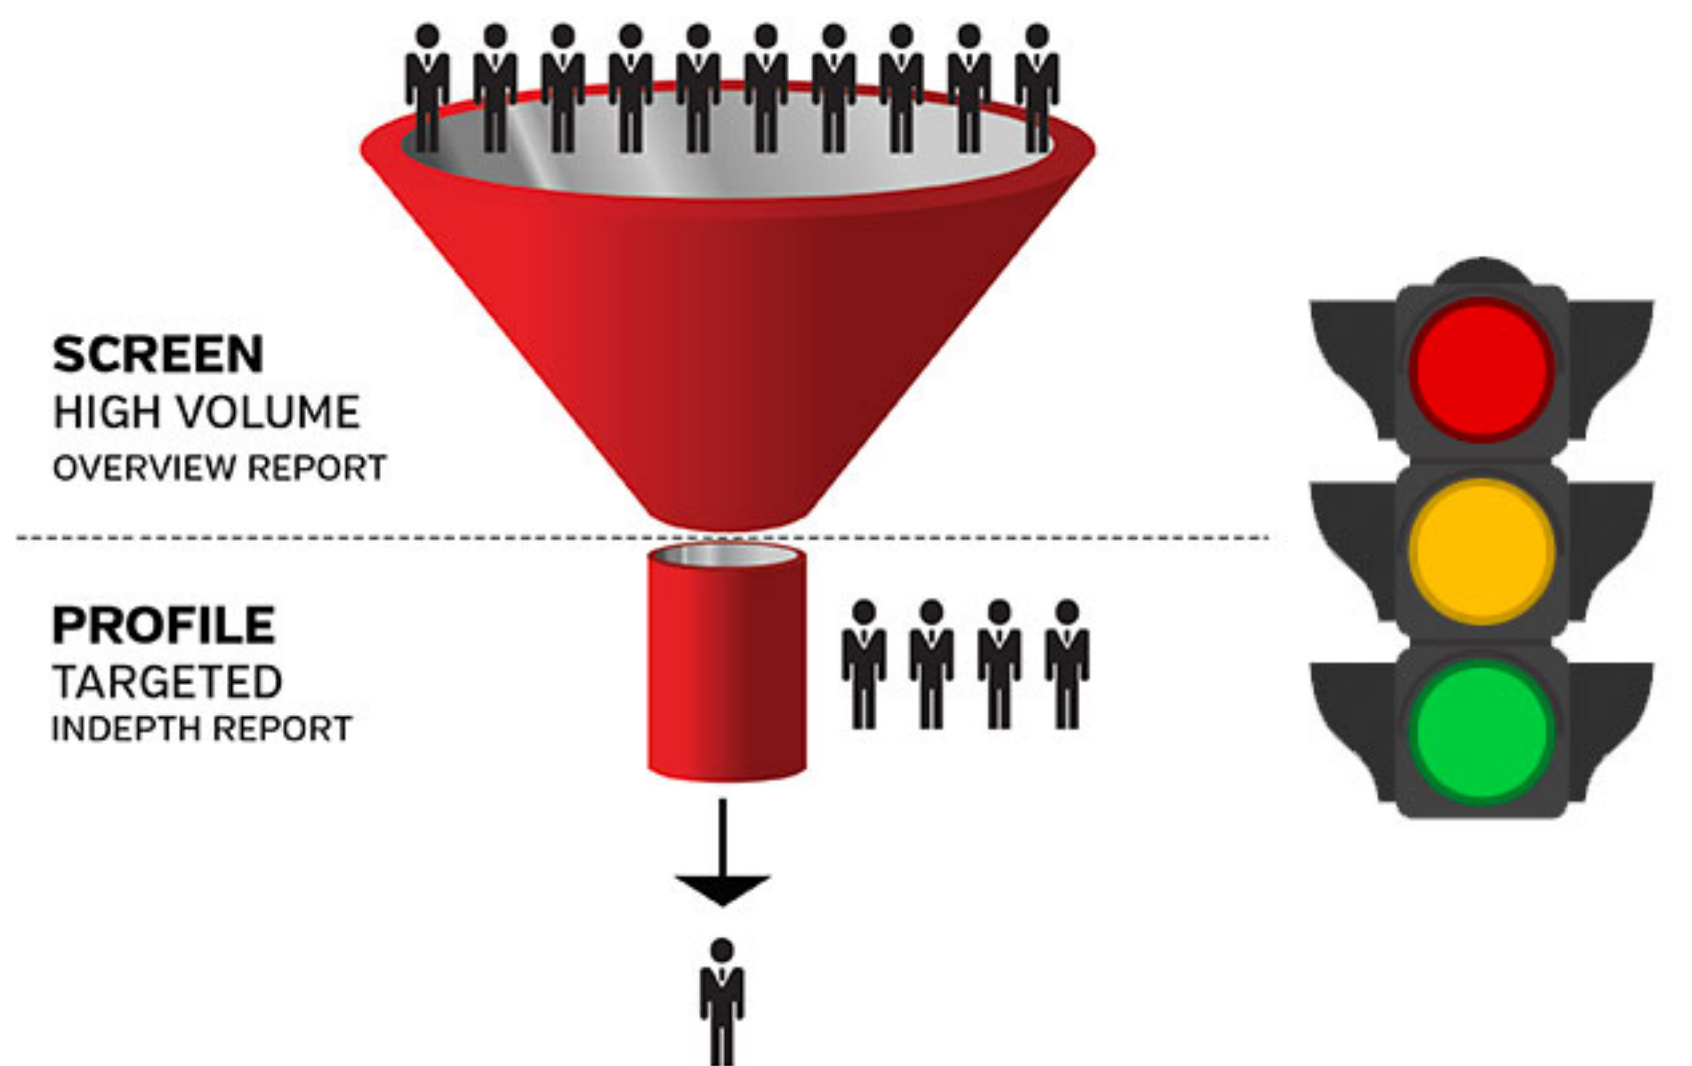 SCREEN
HIGH VOLUME
OVERVIEW REPORT
PROFILE
TARGETED
INDEPTH REPORT